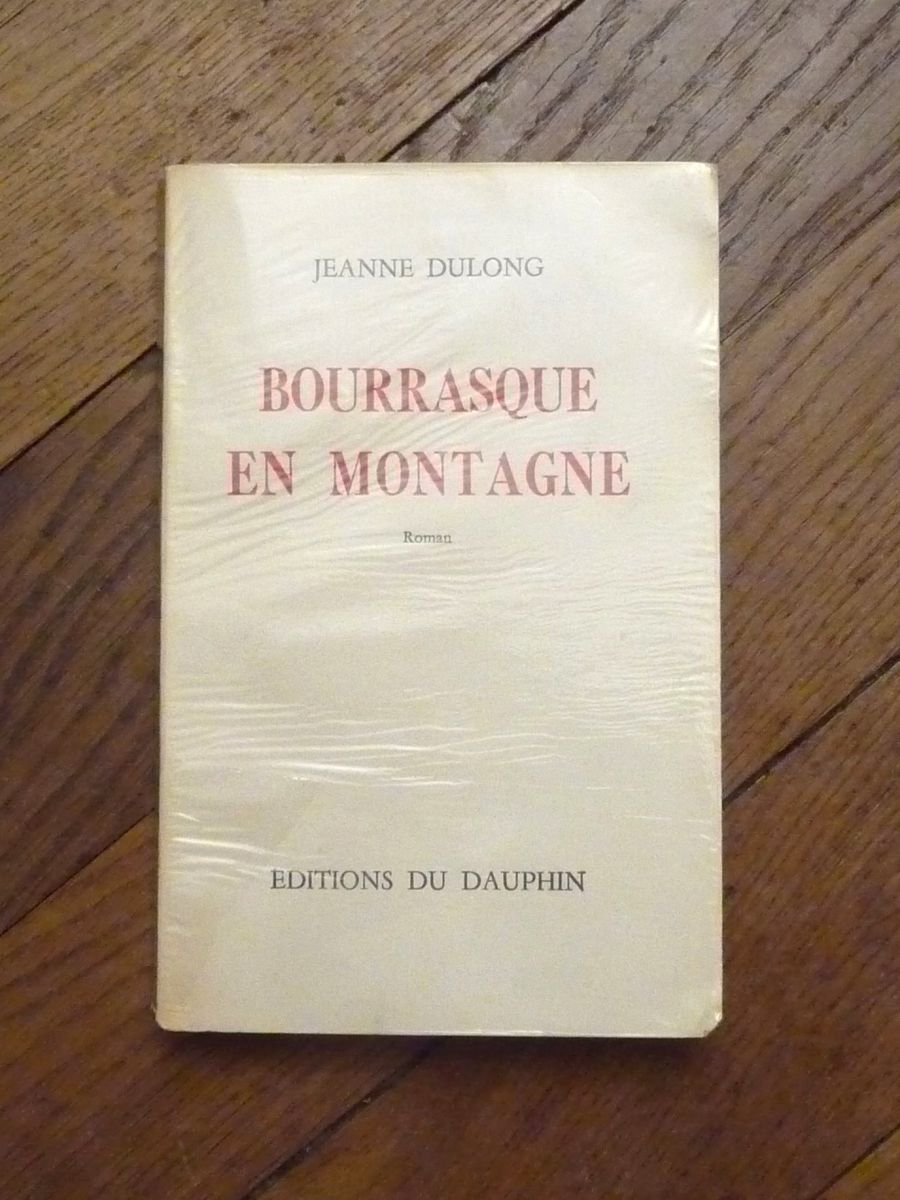 JEANNE DULONG
BOURRASQUE
EN MONTAGNE
Roman
EDITIONS DU DAUPHIN